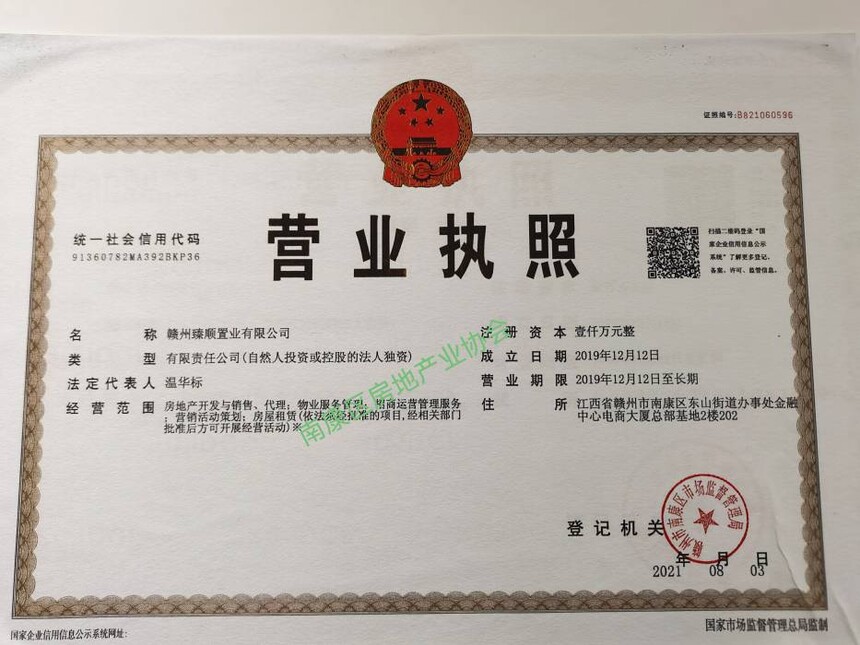 证照编号:B821060596
统一社会信用代码
91360782MA392BKP36
营业执照
扫描二维码登录“国
家企业信用信息公示
系统”了解更多登记、
备案、许可、监管信息。
名称 赣州臻顺置业有限公司
类型 有限责任公司(自然人投资或控股的法人独资)
法定代表人 温华标
经营范围 房地产开发与销售、代理；物业服务管理；招商运营管理服务
；营销活动策划；房屋租赁(依法须经批准的项目,经相关部门
批准后方可开展经营活动)※
注册资本 壹仟万元整
成立日期 2019年12月12日
营业期限 2019年12月12日至长期
住所 江西省赣州市南康区东山街道办事处金融
中心电商大厦总部基地2楼202
南康区房地产业协会
登记机关
赣州市南康区市场监督管理局
年 月 日
2021 08 03
国家企业信用信息公示系统网址:
国家市场监督管理总局监制